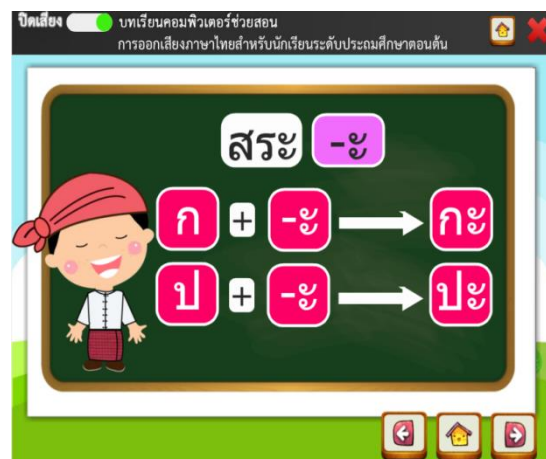 ปิดเสียง
บทเรียนคอมพิวเตอร์ช่วยสอน
การออกเสียงภาษาไทยสำหรับนักเรียนระดับประถมศึกษาตอนต้น
สระ -ะ
ก + -ะ กะ
ป + -ะ ปะ